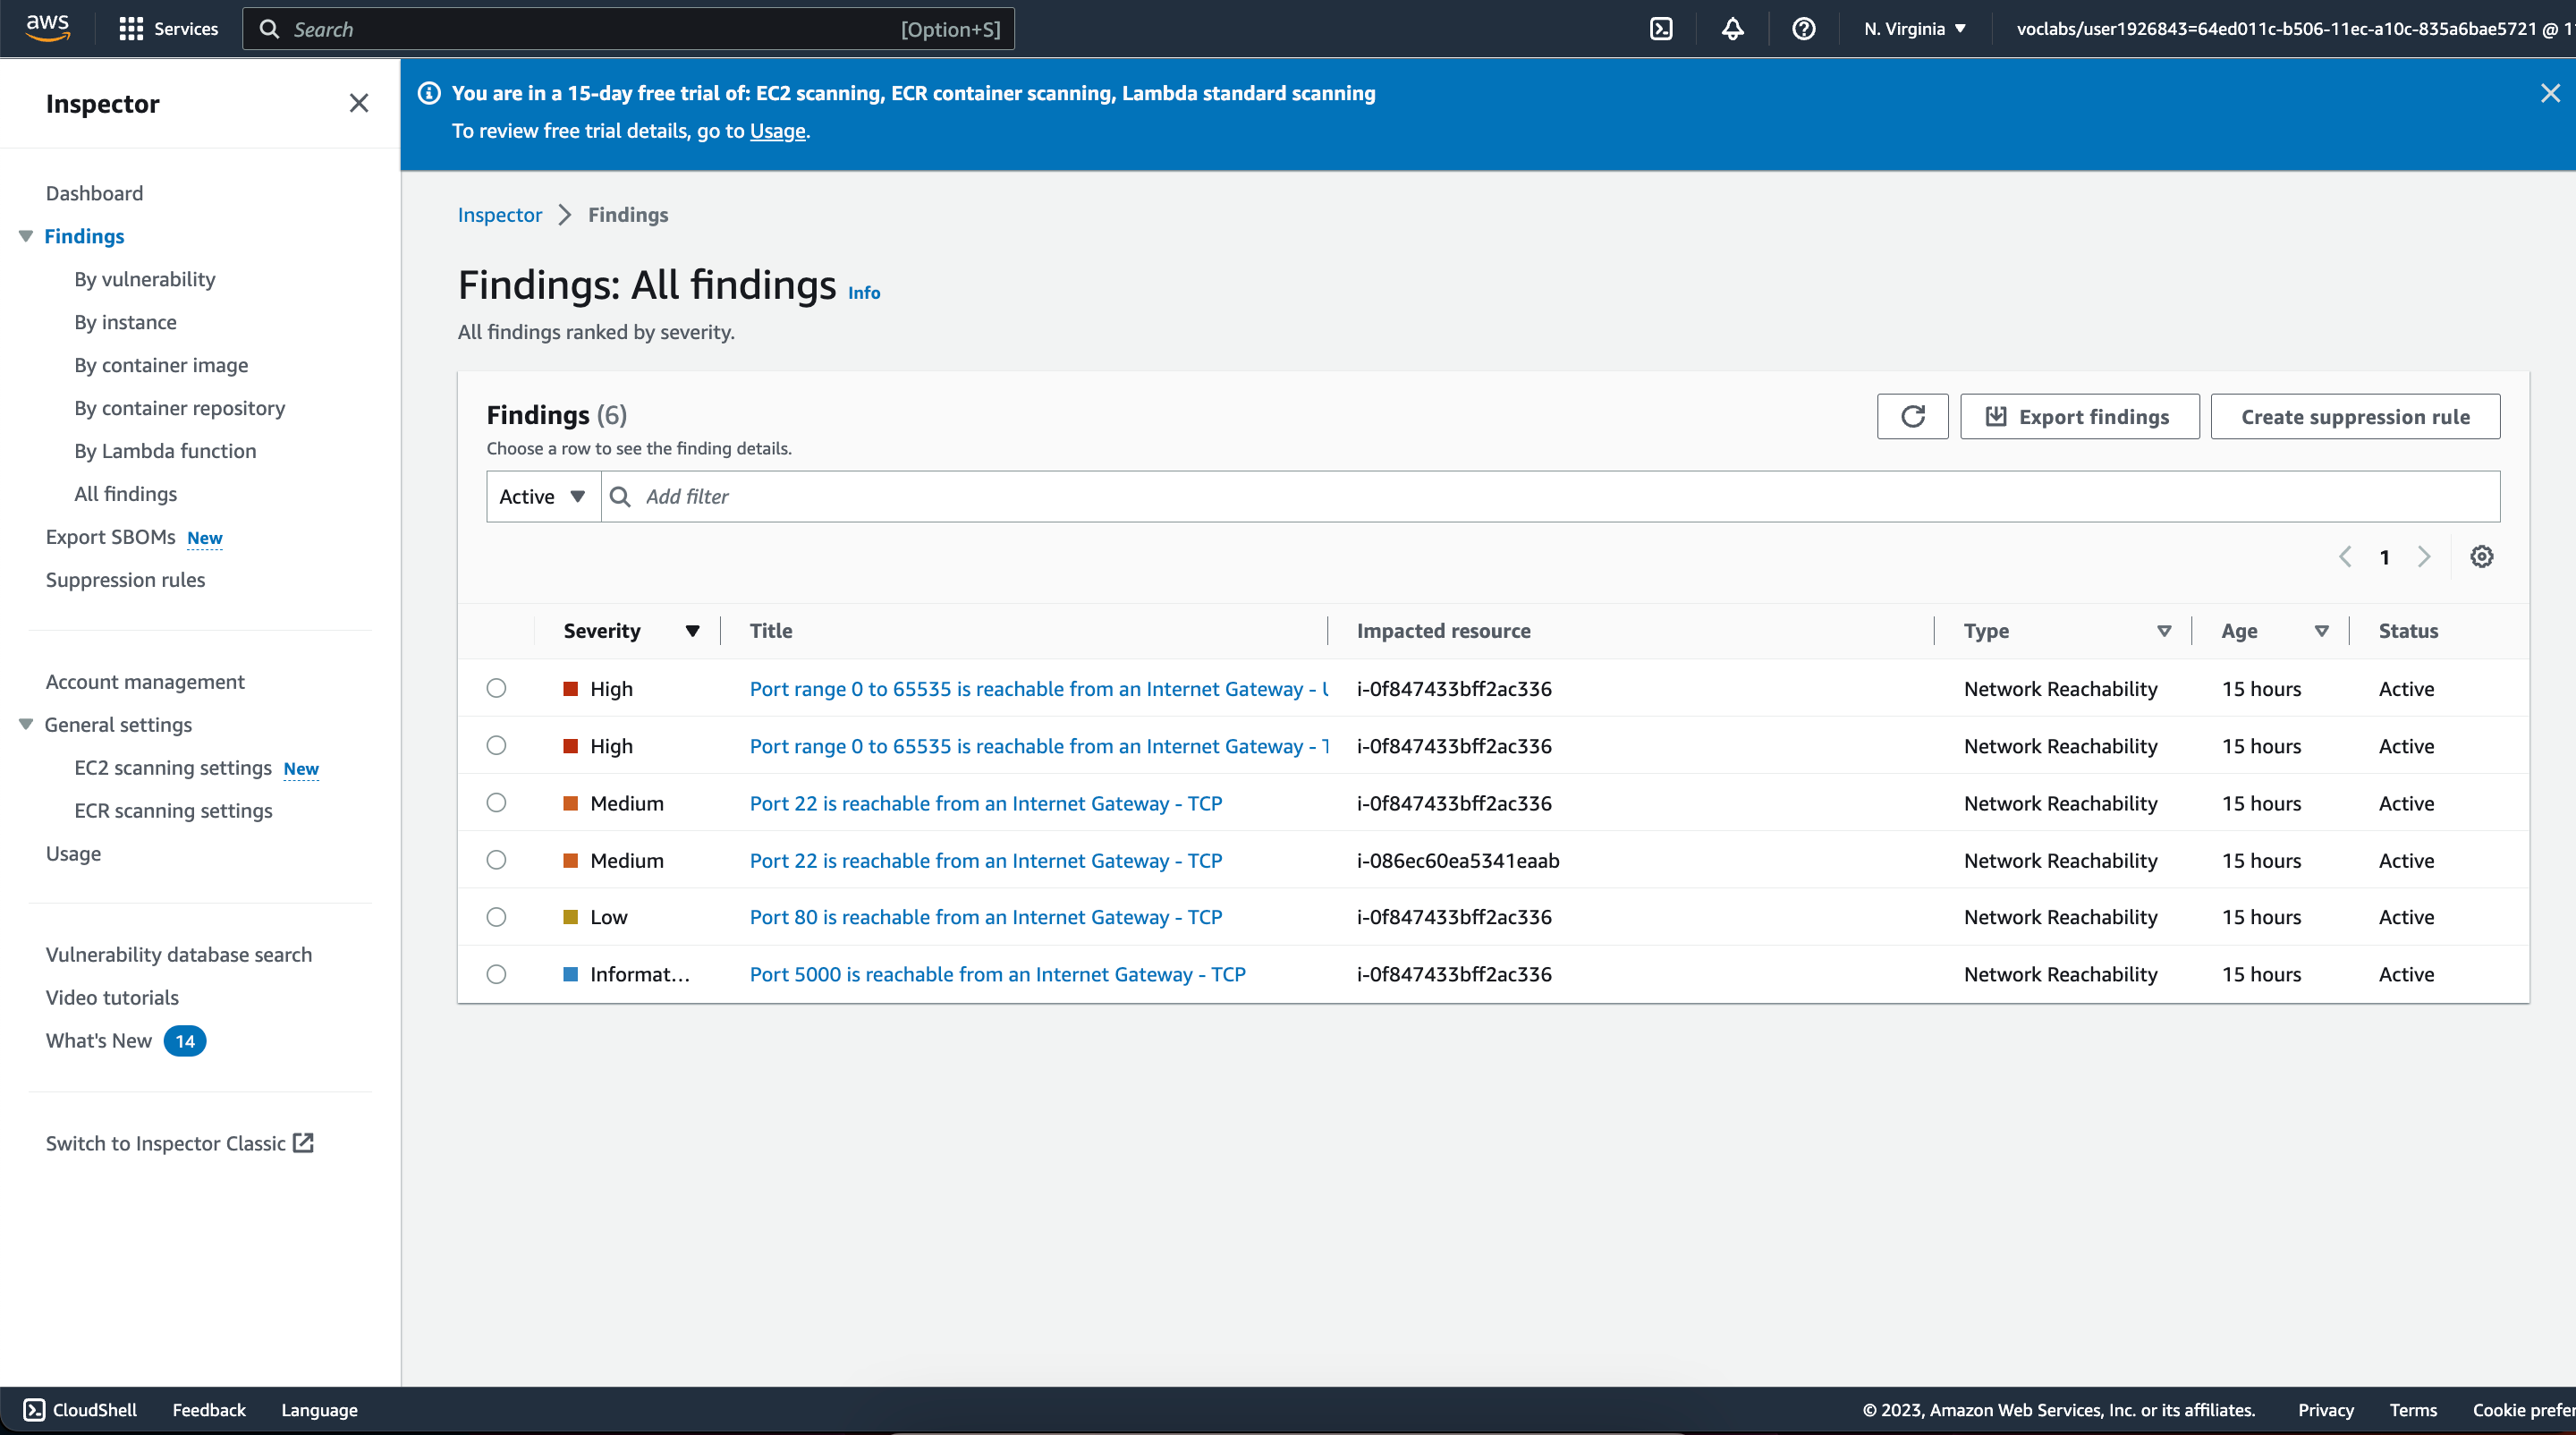 aws
Services
Search
[Option+S]
N. Virginia
voclabs/user1926843=64ed011c-b506-11ec-a10c-835a6bae5721 @ 1
Inspector
Dashboard
Findings
By vulnerability
By instance
By container image
By container repository
By Lambda function
All findings
Export SBOMs New
Suppression rules
Account management
General settings
EC2 scanning settings New
ECR scanning settings
Usage
Vulnerability database search
Video tutorials
What's New 14
Switch to Inspector Classic
You are in a 15-day free trial of: EC2 scanning, ECR container scanning, Lambda standard scanning
To review free trial details, go to Usage.
Inspector Findings
Findings: All findings Info
All findings ranked by severity.
Findings (6)
Choose a row to see the finding details.
Export findings
Create suppression rule
Active
Add filter
1
Severity Title Impacted resource Type Age Status
High Port range 0 to 65535 is reachable from an Internet Gateway - i-0f847433bff2ac336 Network Reachability 15 hours Active
High Port range 0 to 65535 is reachable from an Internet Gateway - i-0f847433bff2ac336 Network Reachability 15 hours Active
Medium Port 22 is reachable from an Internet Gateway - TCP i-0f847433bff2ac336 Network Reachability 15 hours Active
Medium Port 22 is reachable from an Internet Gateway - TCP i-086ec60ea5341eaab Network Reachability 15 hours Active
Low Port 80 is reachable from an Internet Gateway - TCP i-0f847433bff2ac336 Network Reachability 15 hours Active
Informat... Port 5000 is reachable from an Internet Gateway - TCP i-0f847433bff2ac336 Network Reachability 15 hours Active
CloudShell Feedback Language
© 2023, Amazon Web Services, Inc. or its affiliates. Privacy Terms Cookie prefer